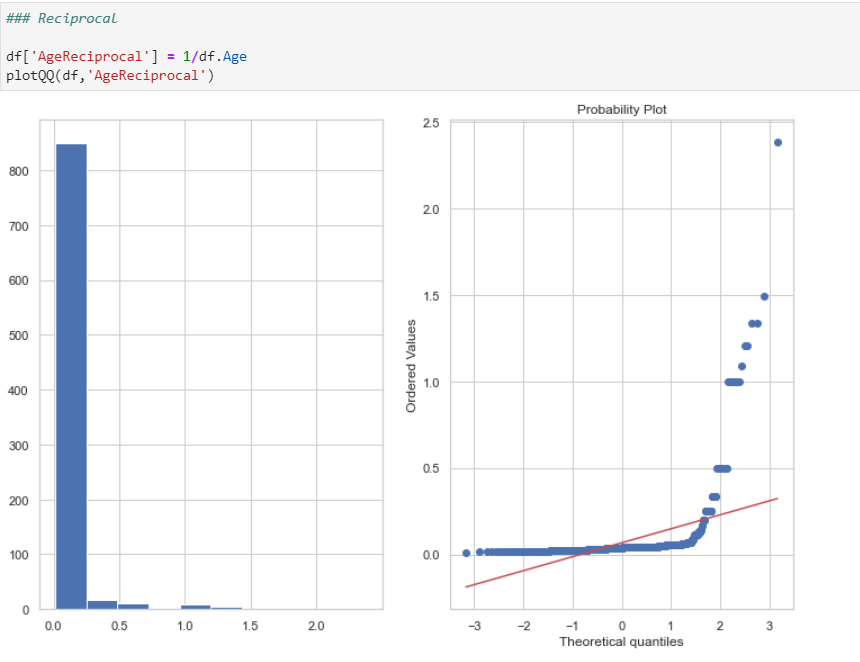 ### Reciprocal
df['AgeReciprocal'] = 1/df.Age
plotQQ(df,'AgeReciprocal')
800
700
600
500
400
300
200
100
0
0.0 0.5 1.0 1.5 2.0
Probability Plot
2.5
2.0
1.5
1.0
0.5
0.0
Ordered Values
−3 −2 −1 0 1 2 3
Theoretical quantiles